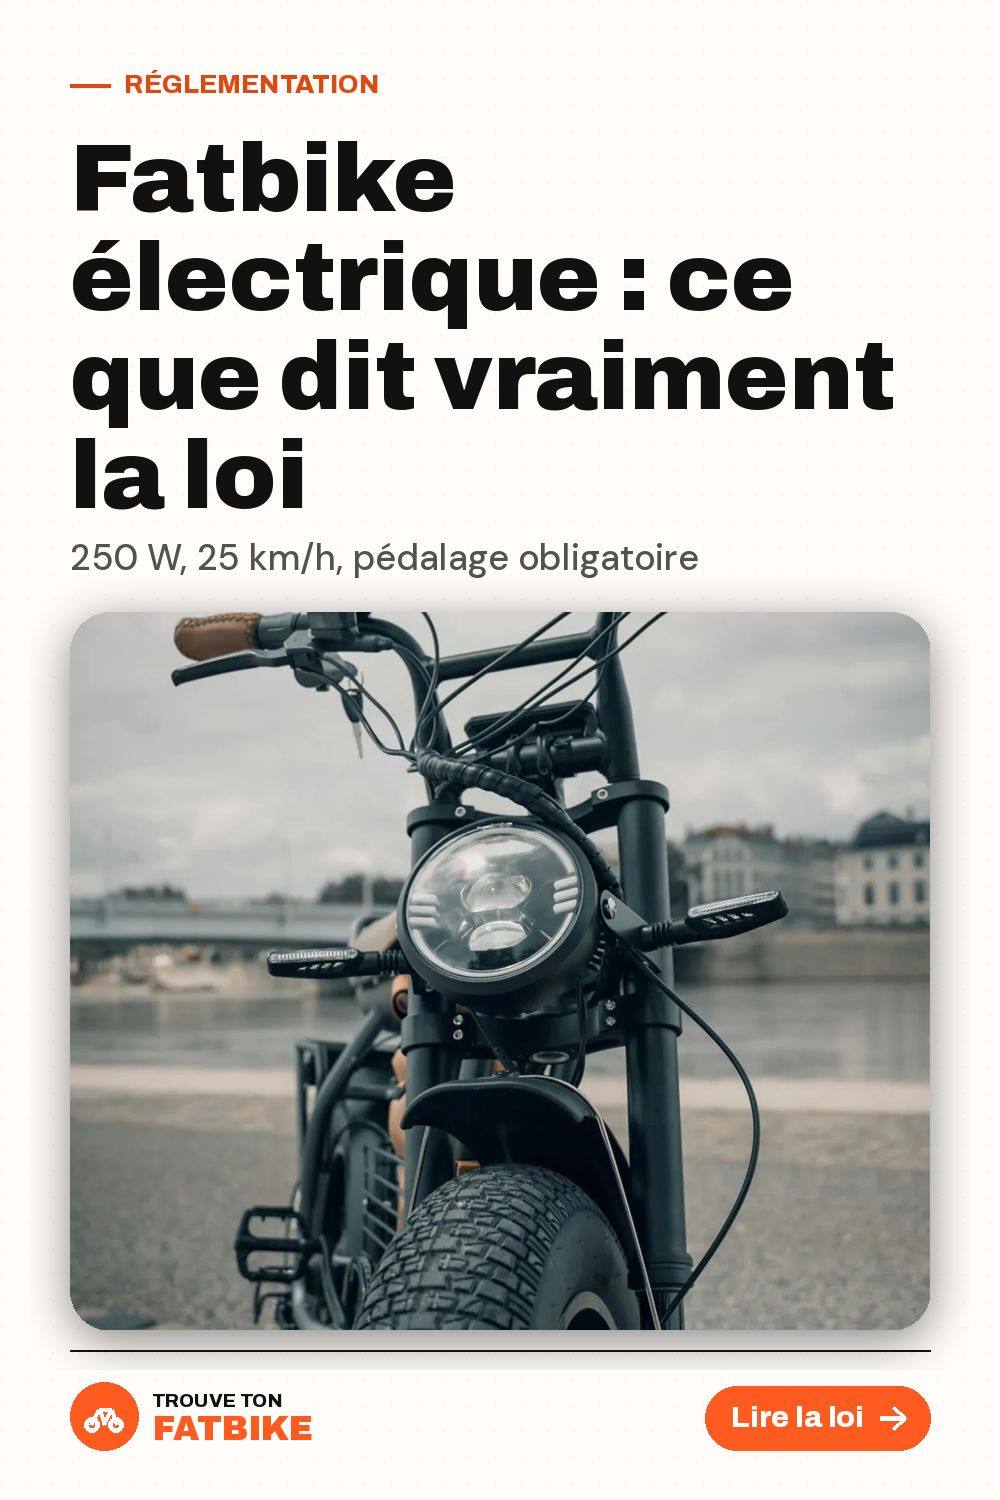 RÉGLEMENTATION
Fatbike
électrique : ce
que dit vraiment
la loi
250 W, 25 km/h, pédalage obligatoire
TROUVE TON
FATBIKE
Lire la loi